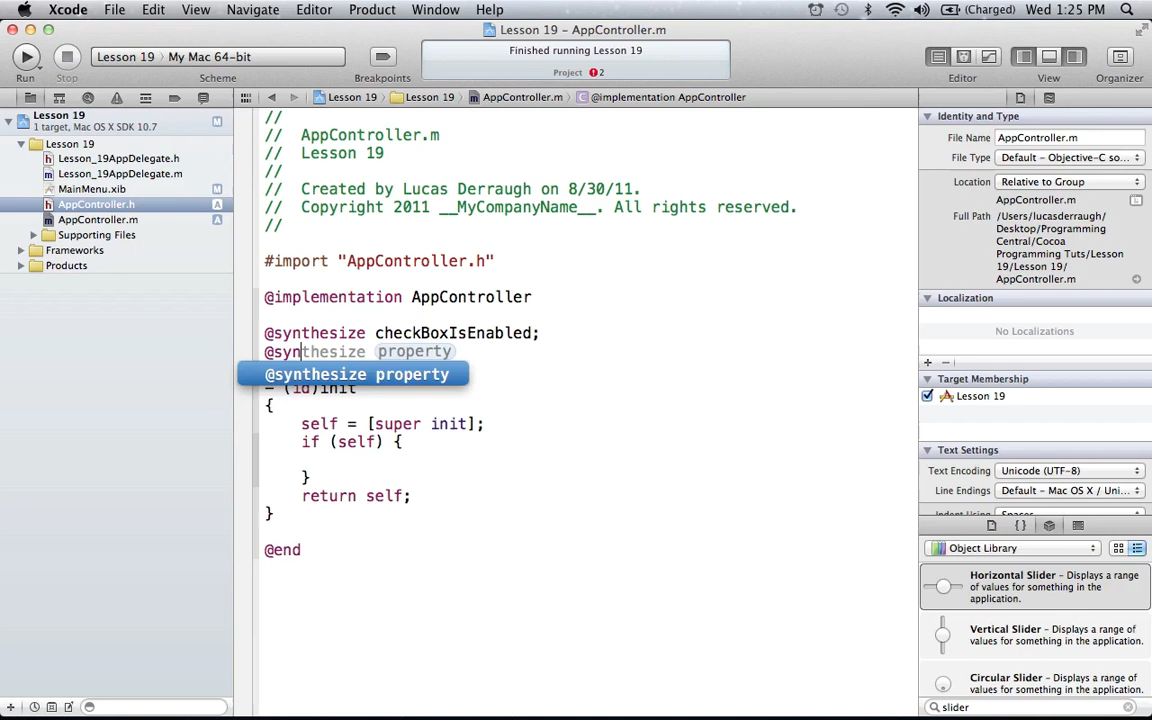 Xcode File Edit View Navigate Editor Product Window Help (Charged) Wed 1:25 PM
Lesson 19 – AppController.m
Lesson 19 › My Mac 64-bit
Finished running Lesson 19
Project 2
Run Stop Scheme Breakpoints Editor View Organizer
Lesson 19 › Lesson 19 › AppController.m › @implementation AppController
Lesson 19
1 target, Mac OS X SDK 10.7
M
Lesson 19
Lesson_19AppDelegate.h
Lesson_19AppDelegate.m
MainMenu.xib M
AppController.h A
AppController.m A
Supporting Files
Frameworks
Products
//
// AppController.m
// Lesson 19
//
// Created by Lucas Derraugh on 8/30/11.
// Copyright 2011 __MyCompanyName__. All rights reserved.
//
#import "AppController.h"
@implementation AppController
@synthesize checkBoxIsEnabled;
@synthesize property
@synthesize property
- (id)init
{
self = [super init];
if (self) {
}
return self;
}
@end
Identity and Type
File Name AppController.m
File Type Default – Objective-C so...
Location Relative to Group
AppController.m
Full Path /Users/lucasderraugh/
Desktop/Programming
Central/Cocoa
Programming Tuts/Lesson
19/Lesson 19/
AppController.m
Localization
No Localizations
Target Membership
Lesson 19
Text Settings
Text Encoding Unicode (UTF-8)
Line Endings Default – Mac OS X / Uni...
Indent Using Spaces
Object Library
Horizontal Slider – Displays a range
of values for something in the
application.
Vertical Slider – Displays a range of
values for something in the application.
Circular Slider – Displays a range of
values for something in the application.
slider